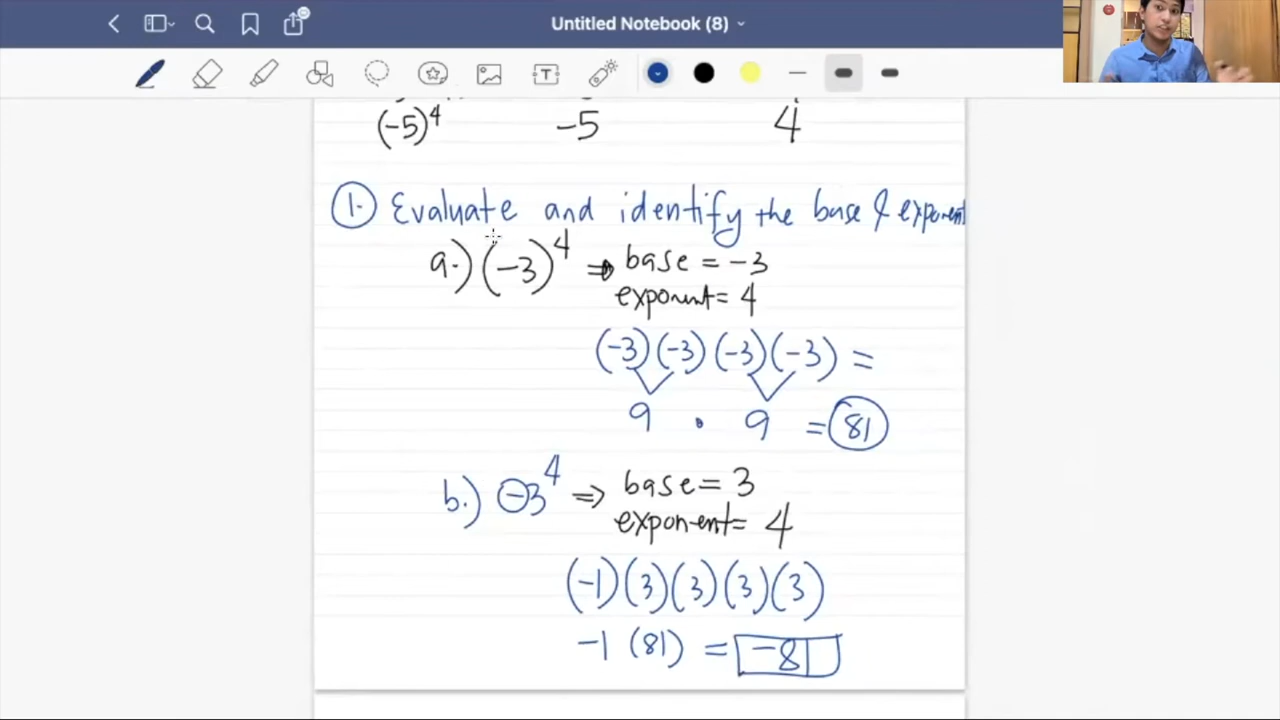 Untitled Notebook (8)
(-5)^4 -5 4
1. Evaluate and identify the base & exponent
a.) (-3)^4 ⇒ base = -3
exponent = 4
(-3)(-3)(-3)(-3) =
9 · 9 = 81
b.) -3^4 ⇒ base = 3
exponent = 4
(-1)(3)(3)(3)(3)
-1 (81) = -81